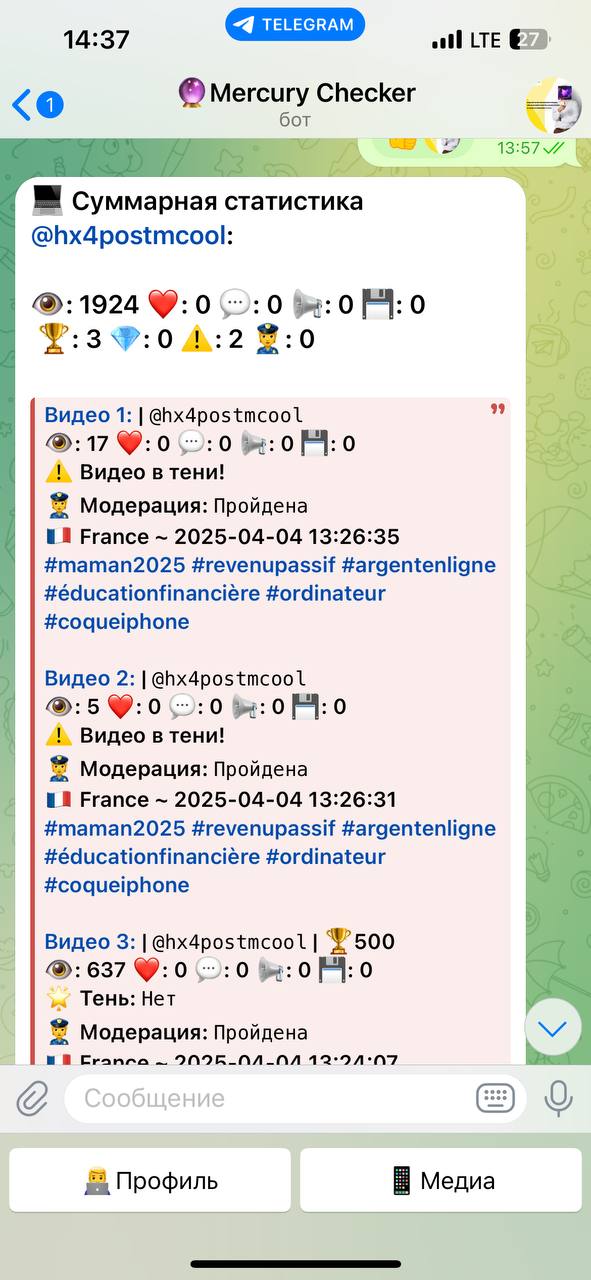 14:37
TELEGRAM
LTE 27
1
🔮Mercury Checker
бот
13:57
💻 Суммарная статистика
@hx4postmcool:
👁: 1924 ❤️: 0 💬: 0 📢: 0 💾: 0
🏆: 3 💎: 0 ⚠️: 2 👮: 0
Видео 1: | @hx4postmcool
👁: 17 ❤️: 0 💬: 0 📢: 0 💾: 0
⚠️ Видео в тени!
👮 Модерация: Пройдена
🇫🇷 France ~ 2025-04-04 13:26:35
#maman2025 #revenupassif #argentenligne
#éducationfinancière #ordinateur
#coqueiphone
Видео 2: | @hx4postmcool
👁: 5 ❤️: 0 💬: 0 📢: 0 💾: 0
⚠️ Видео в тени!
👮 Модерация: Пройдена
🇫🇷 France ~ 2025-04-04 13:26:31
#maman2025 #revenupassif #argentenligne
#éducationfinancière #ordinateur
#coqueiphone
Видео 3: | @hx4postmcool | 🏆500
👁: 637 ❤️: 0 💬: 0 📢: 0 💾: 0
🌟 Тень: Нет
👮 Модерация: Пройдена
🇫🇷 France ~ 2025-04-04 13:24:07
Сообщение
👨‍💻Профиль
📱Медиа